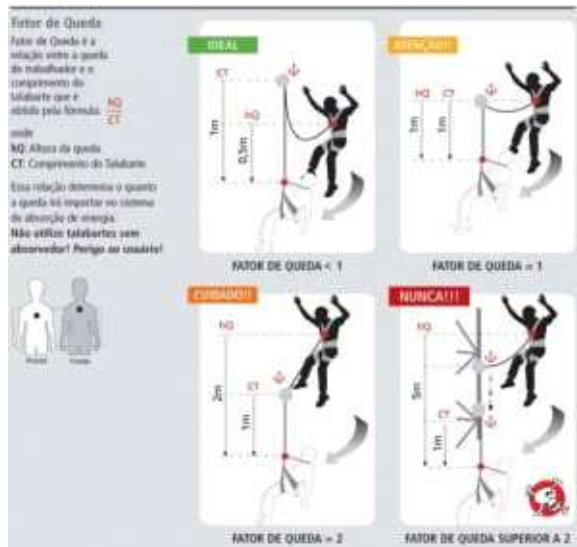 Fator de Queda
Fator de Queda é a
relação entre a queda
do trabalhador e o
comprimento do
talabarte que é
obtido pela fórmula: hQ
CT
onde
hQ: Altura da queda
CT: Comprimento do Talabarte
Essa relação determina o quanto
a queda irá importar no sistema
de absorção de energia.
Não utilize talabartes sem
absorvedor! Perigo ao usuário!
IDEAL
CT
hQ
1m
0,5m
FATOR DE QUEDA < 1
ATENÇÃO!!
hQ CT
1m
1m
FATOR DE QUEDA = 1
CUIDADO!!
hQ
CT
2m
1m
FATOR DE QUEDA = 2
NUNCA!!!
hQ
5m
CT
1m
FATOR DE QUEDA SUPERIOR A 2